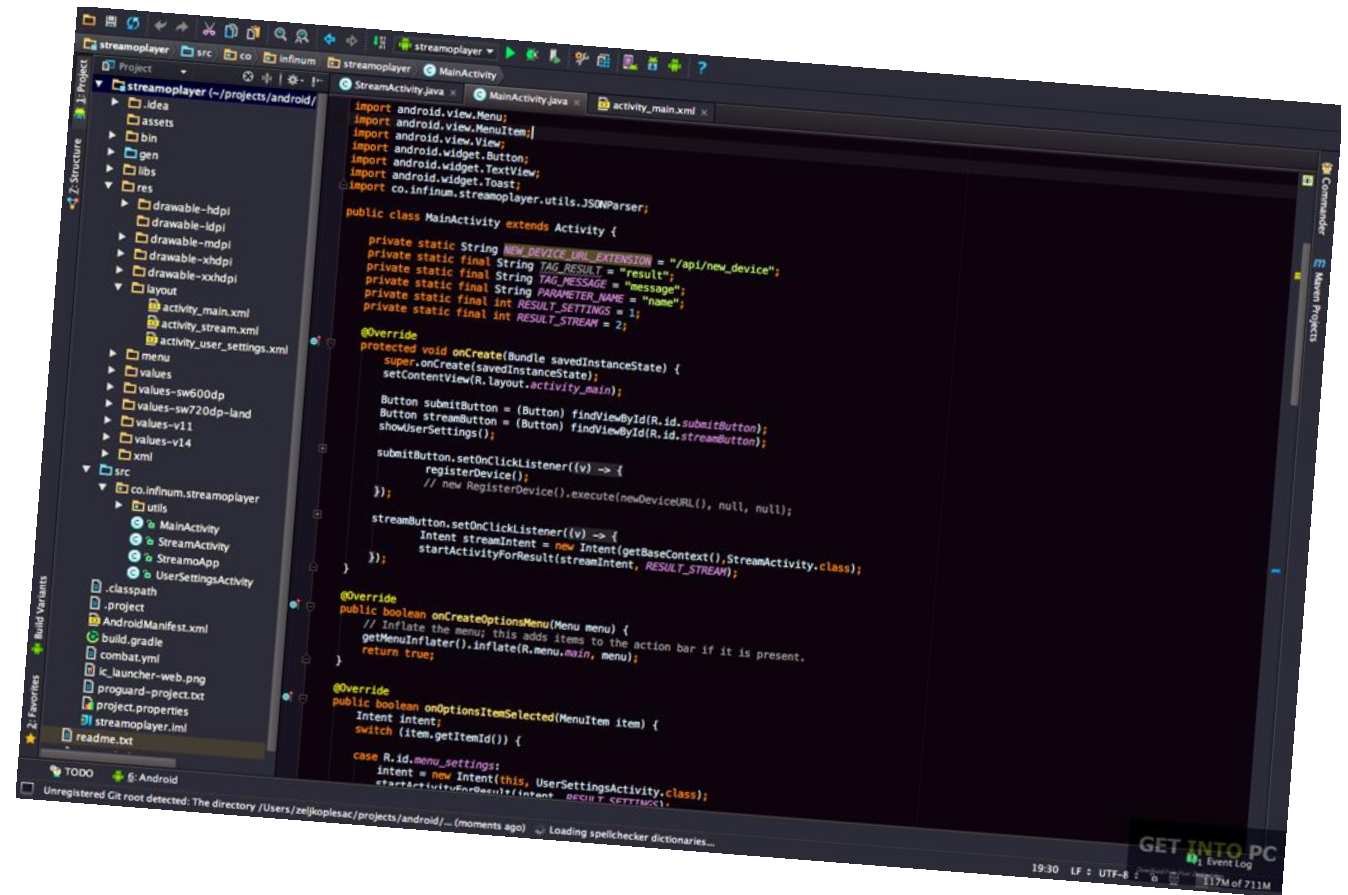 streamoplayer
streamoplayer src co infinum streamoplayer MainActivity
1: Project
Z: Structure
Build Variants
2: Favorites
Project
streamoplayer (~/projects/android/
.idea
assets
bin
gen
libs
res
drawable-hdpi
drawable-ldpi
drawable-mdpi
drawable-xhdpi
drawable-xxhdpi
layout
activity_main.xml
activity_stream.xml
activity_user_settings.xml
menu
values
values-sw600dp
values-sw720dp-land
values-v11
values-v14
xml
src
co.infinum.streamoplayer
utils
MainActivity
StreamActivity
StreamoApp
UserSettingsActivity
.classpath
.project
AndroidManifest.xml
build.gradle
combat.yml
ic_launcher-web.png
proguard-project.txt
project.properties
streamoplayer.iml
readme.txt
StreamActivity.java MainActivity.java activity_main.xml
import android.view.Menu;
import android.view.MenuItem;
import android.view.View;
import android.widget.Button;
import android.widget.TextView;
import android.widget.Toast;
import co.infinum.streamoplayer.utils.JSONParser;
public class MainActivity extends Activity {
private static String NEW_DEVICE_URL_EXTENSION = "/api/new_device";
private static final String TAG_RESULT = "result";
private static final String TAG_MESSAGE = "message";
private static final String PARAMETER_NAME = "name";
private static final int RESULT_SETTINGS = 1;
private static final int RESULT_STREAM = 2;
@Override
protected void onCreate(Bundle savedInstanceState) {
super.onCreate(savedInstanceState);
setContentView(R.layout.activity_main);
Button submitButton = (Button) findViewById(R.id.submitButton);
Button streamButton = (Button) findViewById(R.id.streamButton);
showUserSettings();
submitButton.setOnClickListener((v) -> {
registerDevice();
// new RegisterDevice().execute(newDeviceURL(), null, null);
});
streamButton.setOnClickListener((v) -> {
Intent streamIntent = new Intent(getBaseContext(),StreamActivity.class);
startActivityForResult(streamIntent, RESULT_STREAM);
});
}
@Override
public boolean onCreateOptionsMenu(Menu menu) {
// Inflate the menu; this adds items to the action bar if it is present.
getMenuInflater().inflate(R.menu.main, menu);
return true;
}
@Override
public boolean onOptionsItemSelected(MenuItem item) {
Intent intent;
switch (item.getItemId()) {
case R.id.menu_settings:
intent = new Intent(this, UserSettingsActivity.class);
startActivityForResult(intent, RESULT_SETTINGS);
Commander
m Maven Projects
TODO 6: Android
Unregistered Git root detected: The directory /Users/zeljkoplesac/projects/android/... (moments ago) Loading spellchecker dictionaries...
GET INTO PC
1 Event Log
19:30 LF UTF-8 117M of 711M